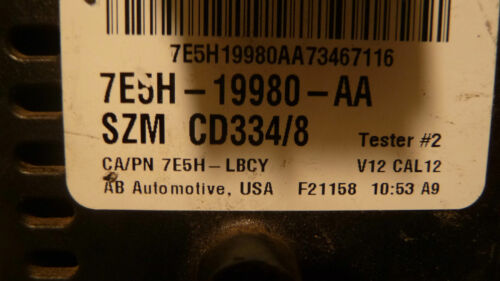 7E5H19980AA73467116
7E5H-19980-AA
SZM CD334/8 Tester #2
CA/PN 7E5H-LBCY V12 CAL12
AB Automotive, USA F21158 10:53 A9